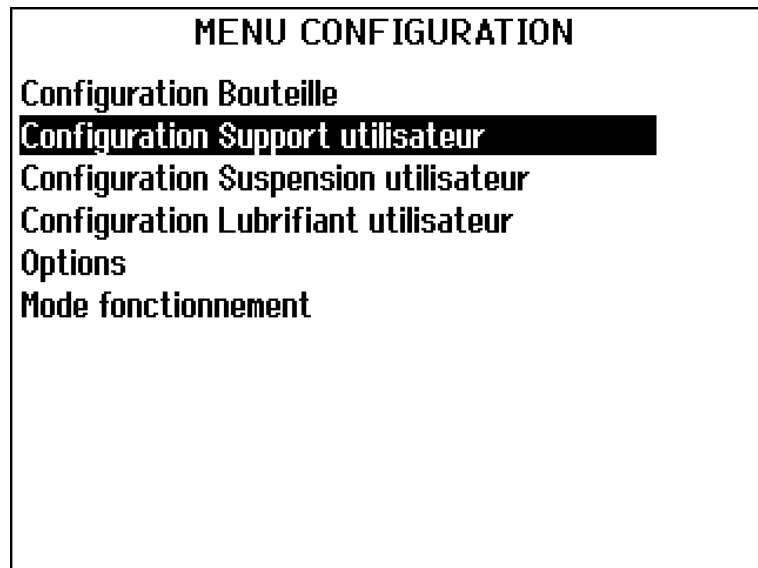 MENU CONFIGURATION
Configuration Bouteille
Configuration Support utilisateur
Configuration Suspension utilisateur
Configuration Lubrifiant utilisateur
Options
Mode fonctionnement